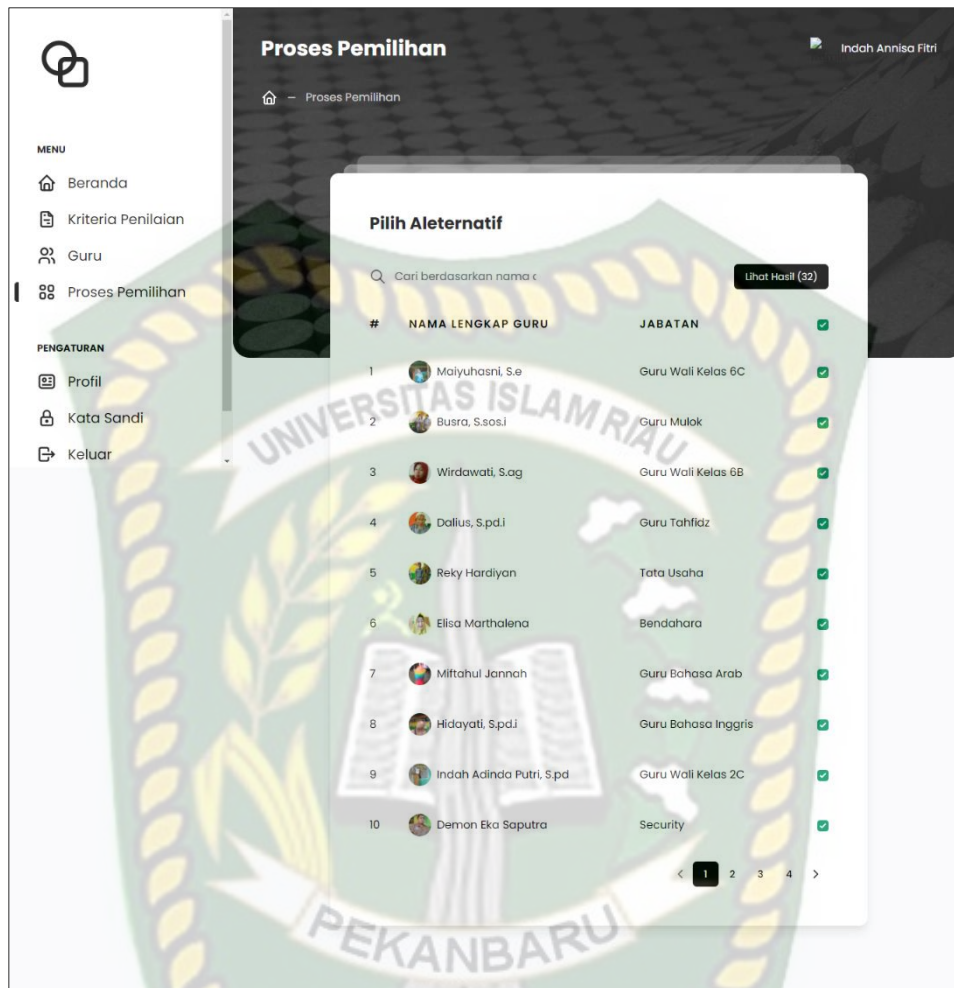 Proses Pemilihan
Indah Annisa Fitri
– Proses Pemilihan
MENU
Beranda
Kriteria Penilaian
Guru
Proses Pemilihan
PENGATURAN
Profil
Kata Sandi
Keluar
Pilih Aleternatif
Cari berdasarkan nama c
Lihat Hasil (32)
# NAMA LENGKAP GURU JABATAN
1 Maiyuhasni, S.e Guru Wali Kelas 6C
2 Busra, S.sos.i Guru Mulok
3 Wirdawati, S.ag Guru Wali Kelas 6B
4 Dalius, S.pd.i Guru Tahfidz
5 Reky Hardiyan Tata Usaha
6 Elisa Marthalena Bendahara
7 Miftahul Jannah Guru Bahasa Arab
8 Hidayati, S.pd.i Guru Bahasa Inggris
9 Indah Adinda Putri, S.pd Guru Wali Kelas 2C
10 Demon Eka Saputra Security
< 1 2 3 4 >
UNIVERSITAS ISLAM RIAU
PEKANBARU